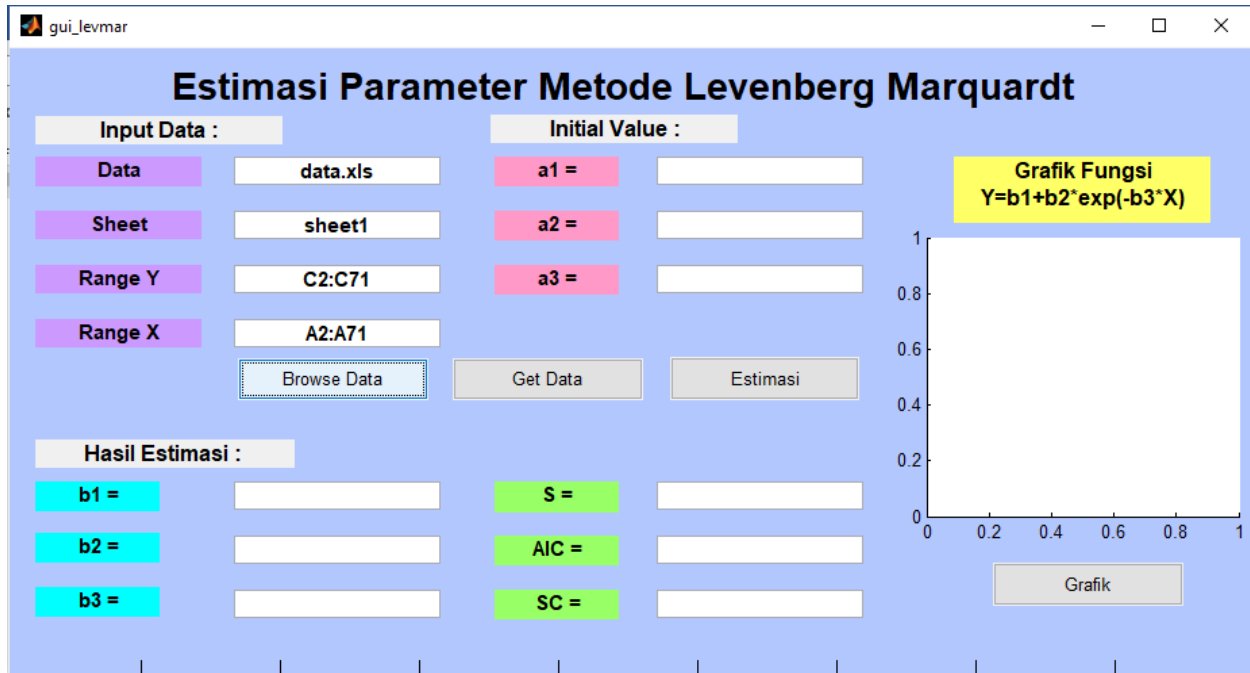 gui_levmar
Estimasi Parameter Metode Levenberg Marquardt
Input Data :
Initial Value :
Data
data.xls
a1 =
Sheet
sheet1
a2 =
Range Y
C2:C71
a3 =
Range X
A2:A71
Browse Data
Get Data
Estimasi
Grafik Fungsi
Y=b1+b2*exp(-b3*X)
1
0.8
0.6
0.4
0.2
0
0 0.2 0.4 0.6 0.8 1
Grafik
Hasil Estimasi :
b1 =
S =
b2 =
AIC =
b3 =
SC =